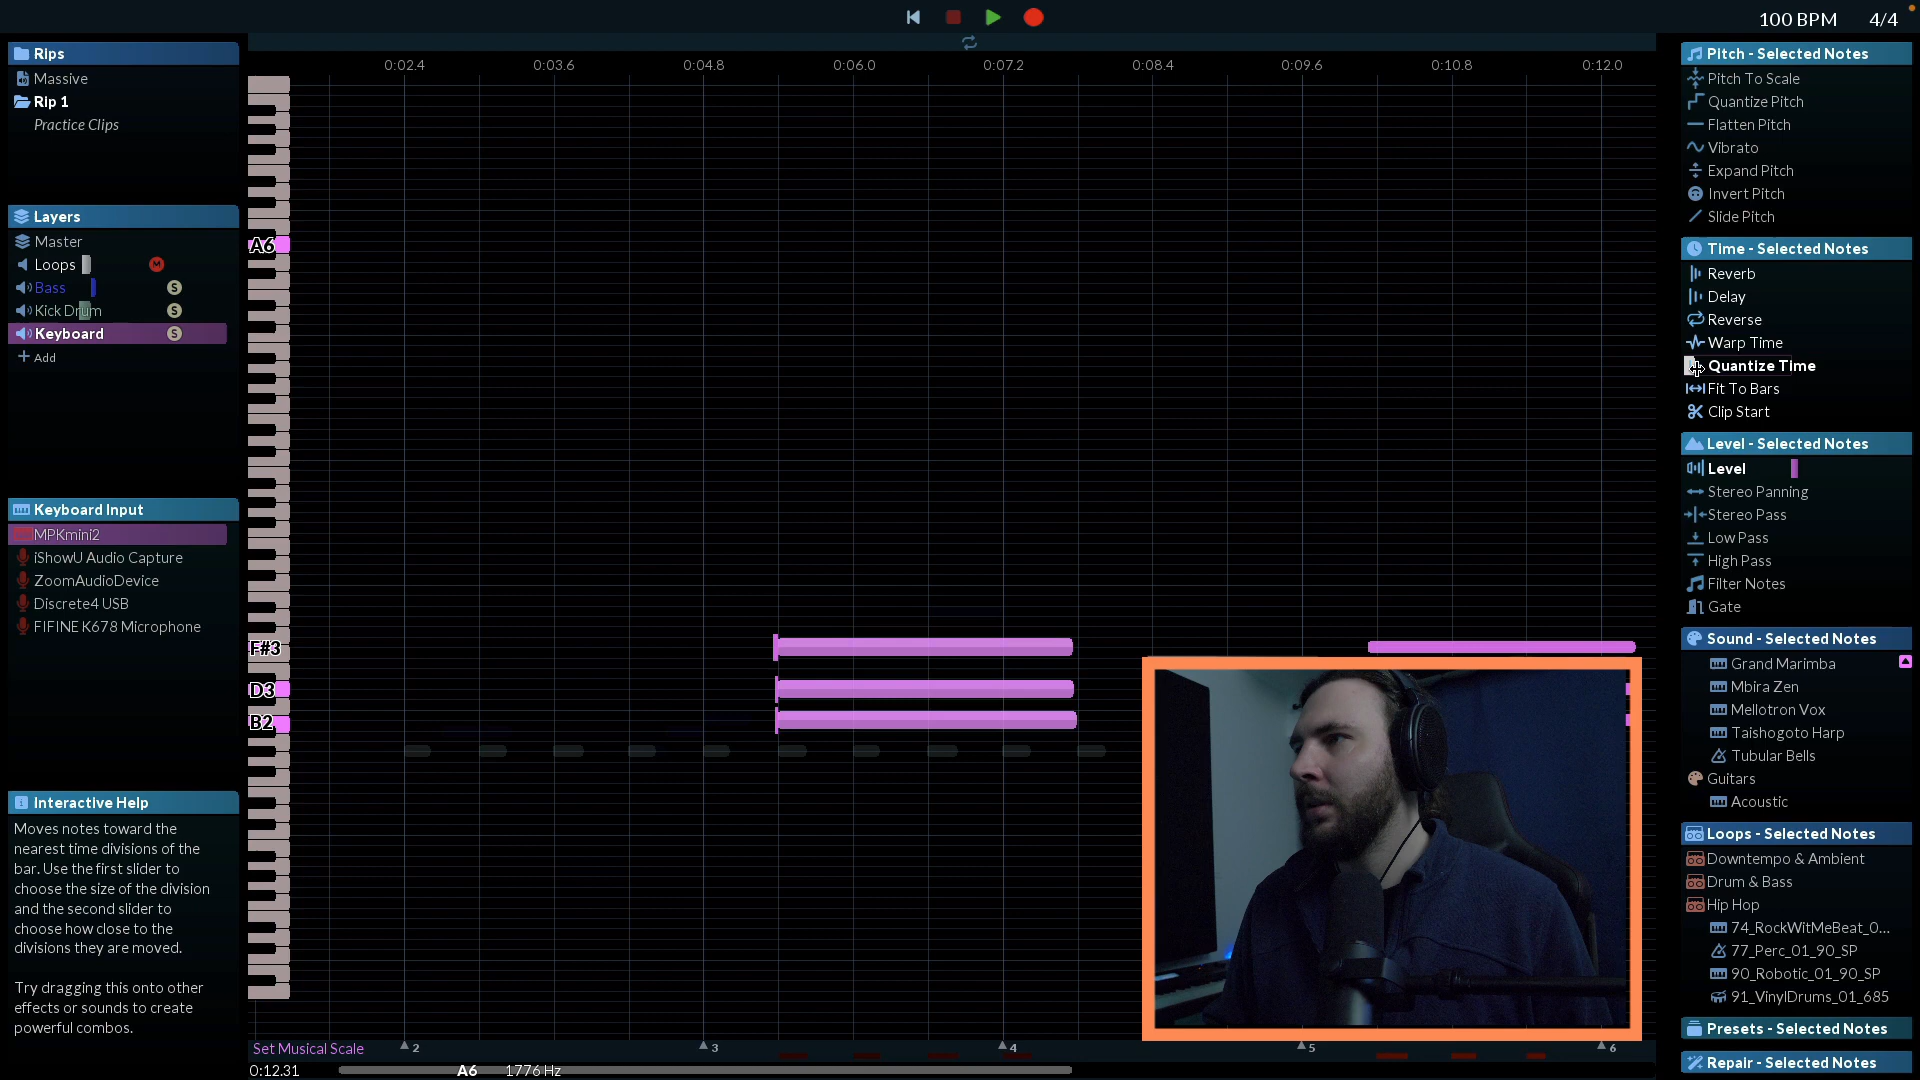 100 BPM 4/4
Rips
Massive
Rip 1
Practice Clips
Layers
Master
Loops M
Bass S
Kick Drum S
Keyboard S
Add
Keyboard Input
MPKmini2
iShowU Audio Capture
ZoomAudioDevice
Discrete4 USB
FIFINE K678 Microphone
Interactive Help
Moves notes toward the
nearest time divisions of the
bar. Use the first slider to
choose the size of the division
and the second slider to
choose how close to the
divisions they are moved.
Try dragging this onto other
effects or sounds to create
powerful combos.
0:02.4 0:03.6 0:04.8 0:06.0 0:07.2 0:08.4 0:09.6 0:10.8 0:12.0
A6
F#3
D3
B2
Set Musical Scale 2 3 4 5 6
0:12.31 A6 1776 Hz
Pitch - Selected Notes
Pitch To Scale
Quantize Pitch
Flatten Pitch
Vibrato
Expand Pitch
Invert Pitch
Slide Pitch
Time - Selected Notes
Reverb
Delay
Reverse
Warp Time
Quantize Time
Fit To Bars
Clip Start
Level - Selected Notes
Level
Stereo Panning
Stereo Pass
Low Pass
High Pass
Filter Notes
Gate
Sound - Selected Notes
Grand Marimba
Mbira Zen
Mellotron Vox
Taishogoto Harp
Tubular Bells
Guitars
Acoustic
Loops - Selected Notes
Downtempo & Ambient
Drum & Bass
Hip Hop
74_RockWitMeBeat_0...
77_Perc_01_90_SP
90_Robotic_01_90_SP
91_VinylDrums_01_685
Presets - Selected Notes
Repair - Selected Notes